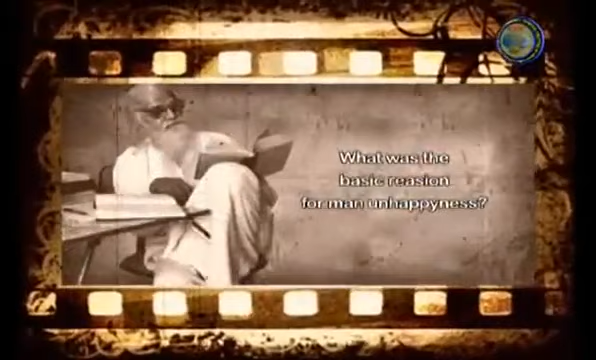 What was the
basic reasion
for man unhappyness?